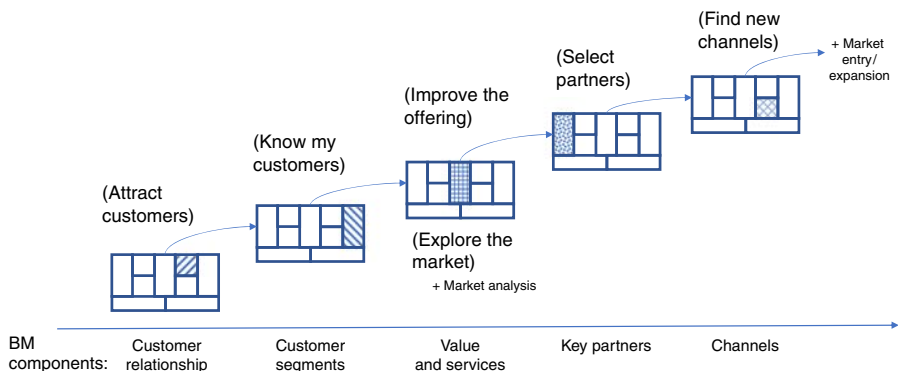 (Find new
channels)
+ Market
entry/
expansion
(Select
partners)
(Improve the
offering)
(Know my
customers)
(Attract
customers)
(Explore the
market)
+ Market analysis
BM
components:
Customer
relationship
Customer
segments
Value
and services
Key partners
Channels